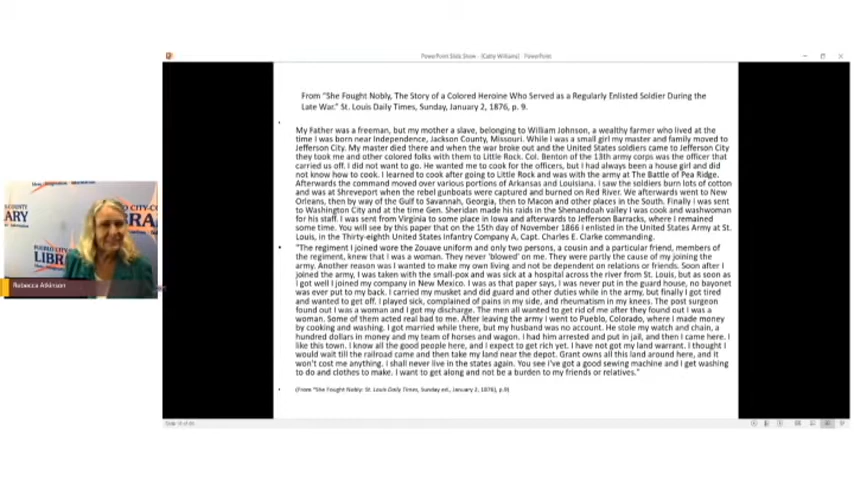 PowerPoint Slide Show - [Cathy Williams] - PowerPoint
From "She Fought Nobly, The Story of a Colored Heroine Who Served as a Regularly Enlisted Soldier During the
Late War." St. Louis Daily Times, Sunday, January 2, 1876, p. 9.
My Father was a freeman, but my mother a slave, belonging to William Johnson, a wealthy farmer who lived at the
time I was born near Independence, Jackson County, Missouri. While I was a small girl my master and family moved to
Jefferson City. My master died there and when the war broke out and the United States soldiers came to Jefferson City
they took me and other colored folks with them to Little Rock. Col. Benton of the 13th army corps was the officer that
carried us off. I did not want to go. He wanted me to cook for the officers, but I had always been a house girl and did
not know how to cook. I learned to cook after going to Little Rock and was with the army at The Battle of Pea Ridge.
Afterwards the command moved over various portions of Arkansas and Louisiana. I saw the soldiers burn lots of cotton
and was at Shreveport when the rebel gunboats were captured and burned on Red River. We afterwards went to New
Orleans, then by way of the Gulf to Savannah, Georgia, then to Macon and other places in the South. Finally I was sent
to Washington City and at the time Gen. Sheridan made his raids in the Shenandoah valley I was cook and washwoman
for his staff. I was sent from Virginia to some place in Iowa and afterwards to Jefferson Barracks, where I remained
some time. You will see by this paper that on the 15th day of November 1866 I enlisted in the United States Army at St.
Louis, in the Thirty-eighth United States Infantry Company A, Capt. Charles E. Clarke commanding.
"The regiment I joined wore the Zouave uniform and only two persons, a cousin and a particular friend, members of
the regiment, knew that I was a woman. They never 'blowed' on me. They were partly the cause of my joining the
army. Another reason was I wanted to make my own living and not be dependent on relations or friends. Soon after I
joined the army, I was taken with the small-pox and was sick at a hospital across the river from St. Louis, but as soon as
I got well I joined my company in New Mexico. I was as that paper says, I was never put in the guard house, no bayonet
was ever put to my back. I carried my musket and did guard and other duties while in the army, but finally I got tired
and wanted to get off. I played sick, complained of pains in my side, and rheumatism in my knees. The post surgeon
found out I was a woman and I got my discharge. The men all wanted to get rid of me after they found out I was a
woman. Some of them acted real bad to me. After leaving the army I went to Pueblo, Colorado, where I made money
by cooking and washing. I got married while there, but my husband was no account. He stole my watch and chain, a
hundred dollars in money and my team of horses and wagon. I had him arrested and put in jail, and then I came here. I
like this town. I know all the good people here, and I expect to get rich yet. I have not got my land warrant. I thought I
would wait till the railroad came and then take my land near the depot. Grant owns all this land around here, and it
won't cost me anything. I shall never live in the states again. You see I've got a good sewing machine and I get washing
to do and clothes to make. I want to get along and not be a burden to my friends or relatives."
(From "She Fought Nobly: St. Louis Daily Times, Sunday ed., January 2, 1876), p.9)
COUNTY
ARY
PUEBLO CITY-C
LIBR
O CITY-CO
BRA
Rebecca Atkinson